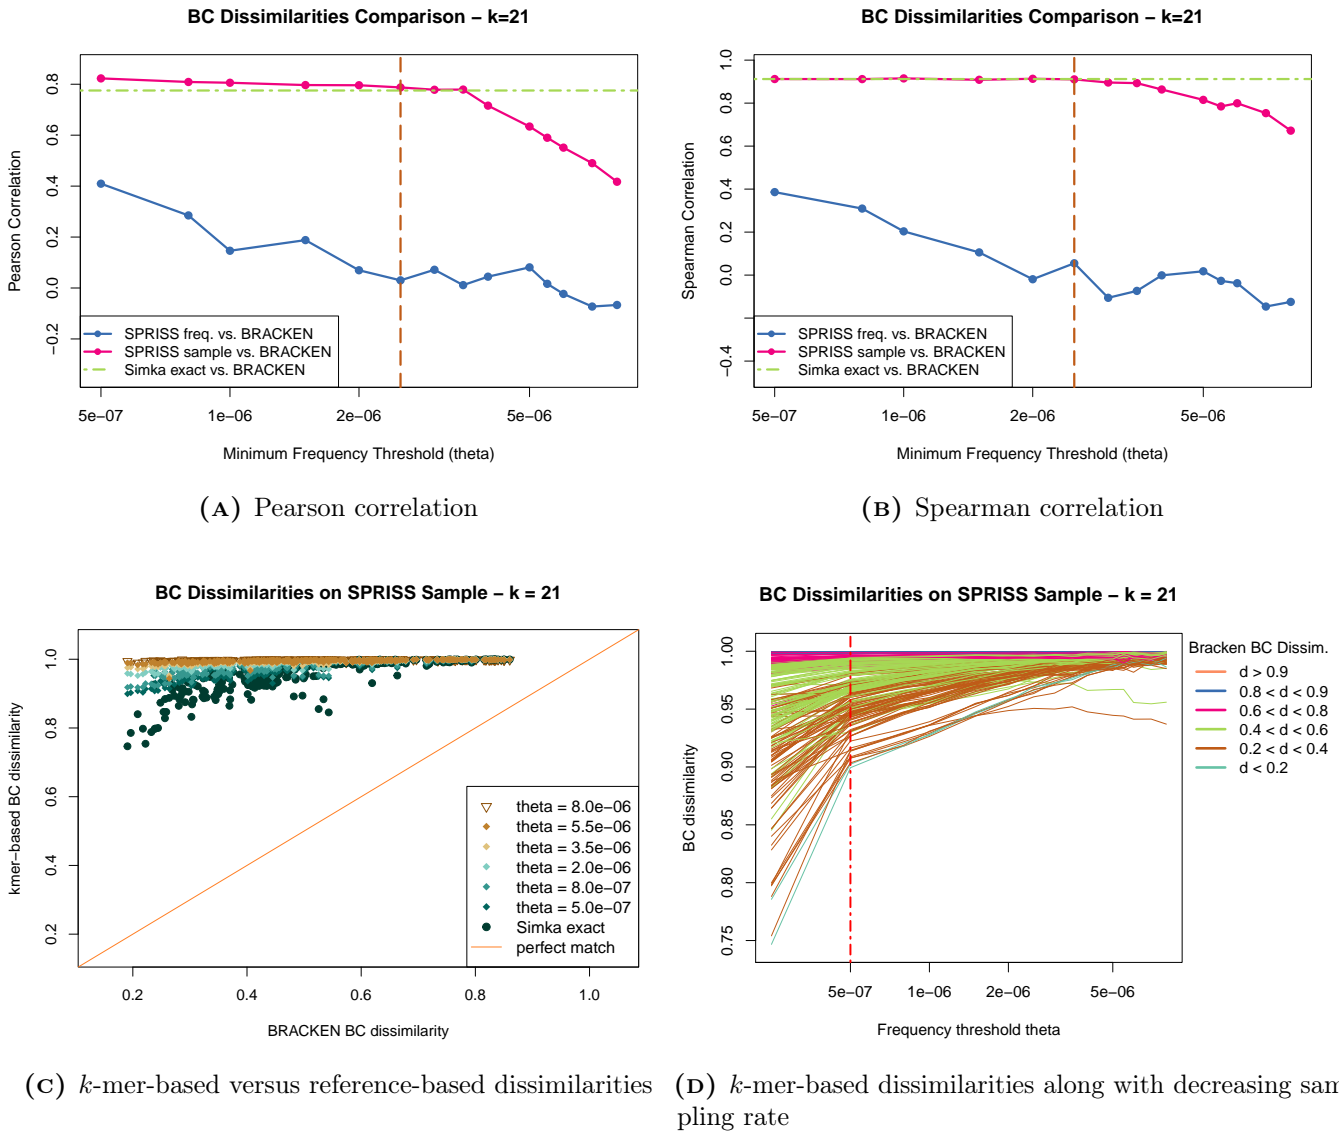 BC Dissimilarities Comparison − k=21
Pearson Correlation
0.8
0.6
0.4
0.2
0.0
−0.2
SPRISS freq. vs. BRACKEN
SPRISS sample vs. BRACKEN
Simka exact vs. BRACKEN
5e−07 1e−06 2e−06 5e−06
Minimum Frequency Threshold (theta)
(A) Pearson correlation
BC Dissimilarities Comparison − k=21
Spearman Correlation
1.0
0.8
0.6
0.4
0.2
0.0
−0.4
SPRISS freq. vs. BRACKEN
SPRISS sample vs. BRACKEN
Simka exact vs. BRACKEN
5e−07 1e−06 2e−06 5e−06
Minimum Frequency Threshold (theta)
(B) Spearman correlation
BC Dissimilarities on SPRISS Sample − k = 21
kmer−based BC dissimilarity
1.0
0.8
0.6
0.4
0.2
theta = 8.0e−06
theta = 5.5e−06
theta = 3.5e−06
theta = 2.0e−06
theta = 8.0e−07
theta = 5.0e−07
Simka exact
perfect match
0.2 0.4 0.6 0.8 1.0
BRACKEN BC dissimilarity
(C) k-mer-based versus reference-based dissimilarities
BC Dissimilarities on SPRISS Sample − k = 21
BC dissimilarity
1.00
0.95
0.90
0.85
0.80
0.75
Bracken BC Dissim.
d > 0.9
0.8 < d < 0.9
0.6 < d < 0.8
0.4 < d < 0.6
0.2 < d < 0.4
d < 0.2
5e−07 1e−06 2e−06 5e−06
Frequency threshold theta
(D) k-mer-based dissimilarities along with decreasing sam
pling rate